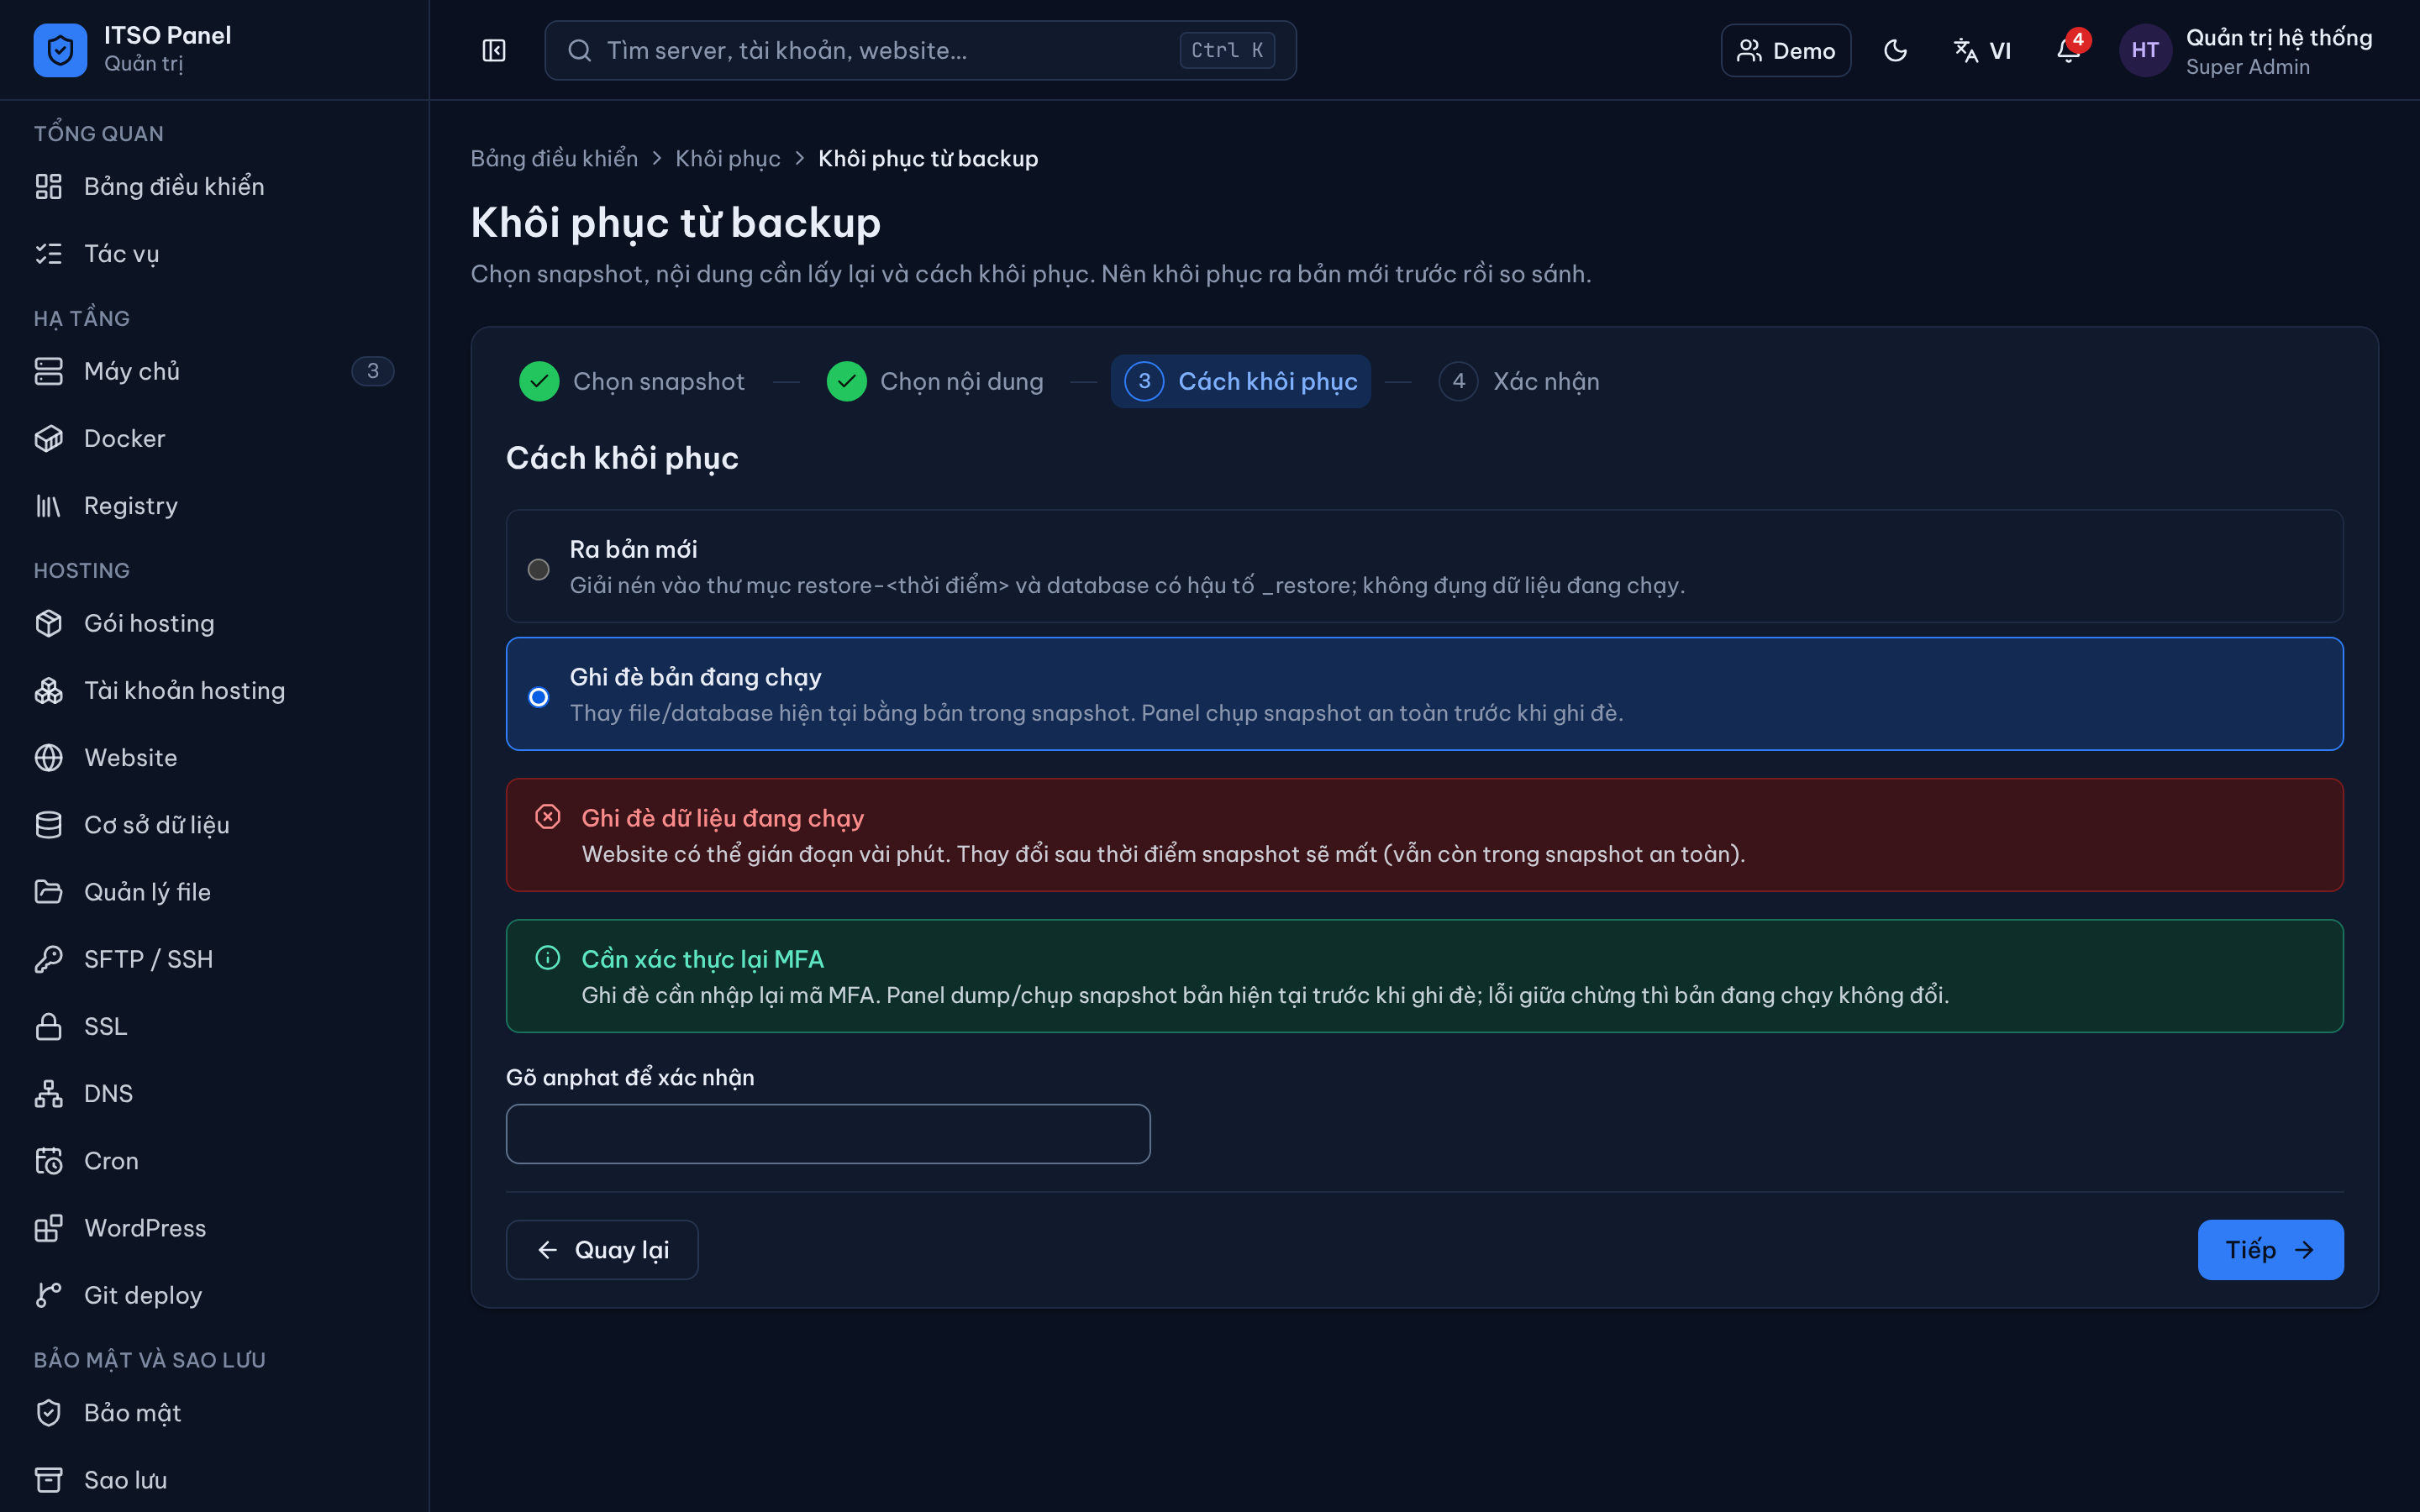 ITSO Panel
Quản trị
Tìm server, tài khoản, website...
Ctrl K
Demo
VI
4
HT
Quản trị hệ thống
Super Admin
TỔNG QUAN
Bảng điều khiển
Tác vụ
HẠ TẦNG
Máy chủ
3
Docker
Registry
HOSTING
Gói hosting
Tài khoản hosting
Website
Cơ sở dữ liệu
Quản lý file
SFTP / SSH
SSL
DNS
Cron
WordPress
Git deploy
BẢO MẬT VÀ SAO LƯU
Bảo mật
Sao lưu
Bảng điều khiển > Khôi phục > Khôi phục từ backup
Khôi phục từ backup
Chọn snapshot, nội dung cần lấy lại và cách khôi phục. Nên khôi phục ra bản mới trước rồi so sánh.
Chọn snapshot
Chọn nội dung
3 Cách khôi phục
4 Xác nhận
Cách khôi phục
Ra bản mới
Giải nén vào thư mục restore-<thời điểm> và database có hậu tố _restore; không đụng dữ liệu đang chạy.
Ghi đè bản đang chạy
Thay file/database hiện tại bằng bản trong snapshot. Panel chụp snapshot an toàn trước khi ghi đè.
Ghi đè dữ liệu đang chạy
Website có thể gián đoạn vài phút. Thay đổi sau thời điểm snapshot sẽ mất (vẫn còn trong snapshot an toàn).
Cần xác thực lại MFA
Ghi đè cần nhập lại mã MFA. Panel dump/chụp snapshot bản hiện tại trước khi ghi đè; lỗi giữa chừng thì bản đang chạy không đổi.
Gõ anphat để xác nhận
Quay lại
Tiếp